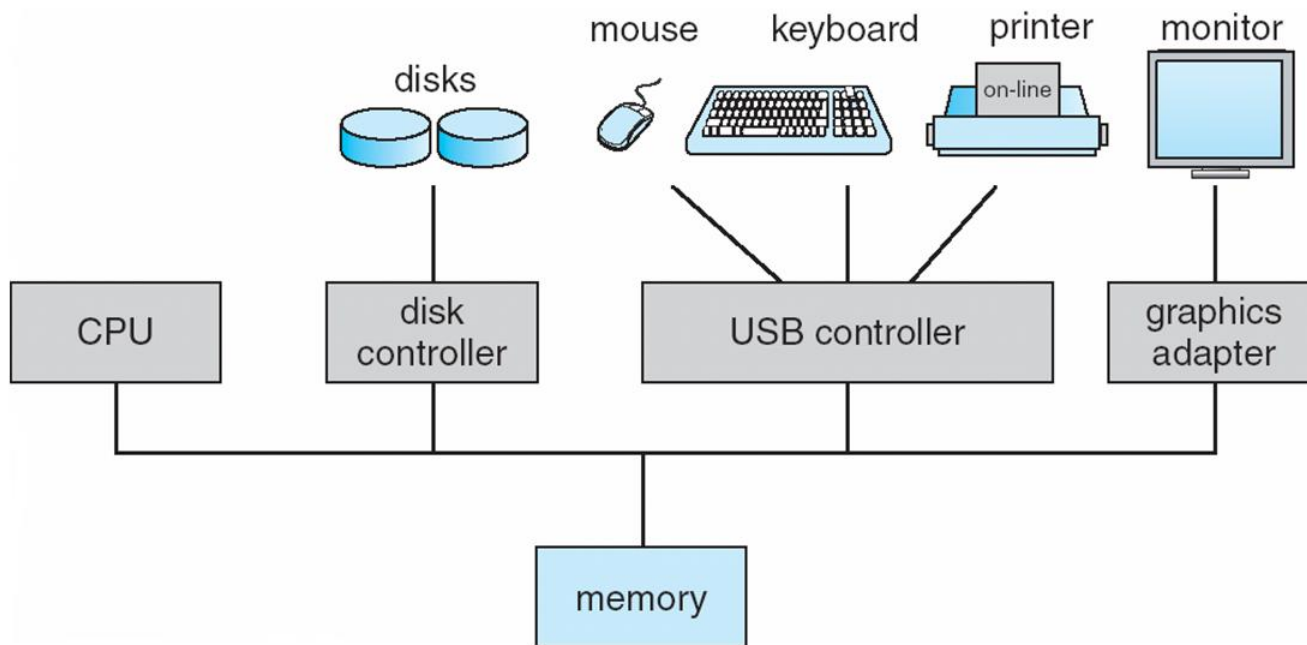 mouse
keyboard
printer
monitor
disks
on-line
CPU
disk
controller
USB controller
graphics
adapter
memory